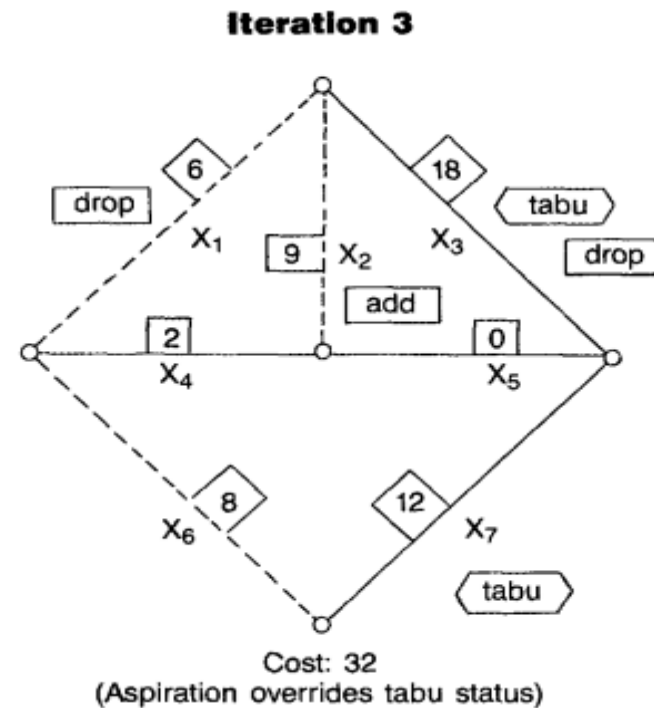 Iteration 3
6
18
drop
tabu
X₁
9
X₂
X₃
drop
add
2
0
X₄
X₅
8
12
X₆
X₇
tabu
Cost: 32
(Aspiration overrides tabu status)